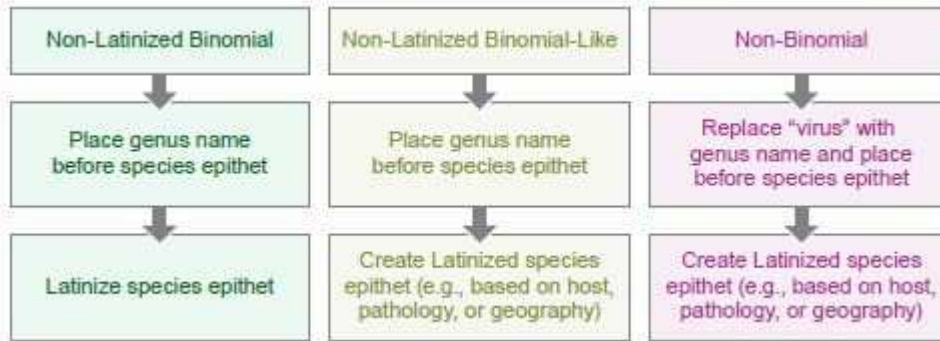 Non-Latinized Binomial
Non-Latinized Binomial-Like
Non-Binomial
Place genus name
before species epithet
Place genus name
before species epithet
Replace “virus” with
genus name and place
before species epithet
Latinize species epithet
Create Latinized species
epithet (e.g., based on host,
pathology, or geography)
Create Latinized species
epithet (e.g., based on host,
pathology, or geography)